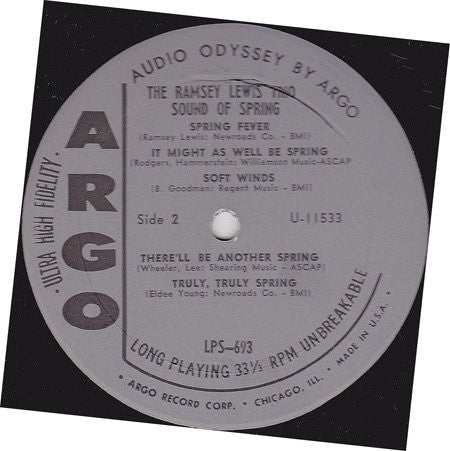 AUDIO ODYSSEY BY ARGO
THE RAMSEY LEWIS TRIO
SOUND OF SPRING
SPRING FEVER
(Ramsey Lewis: Newroads Co. - BMI)
IT MIGHT AS WELL BE SPRING
(Rodgers, Hammerstein: Williamson Music-ASCAP
SOFT WINDS
(B. Goodman: Regent Music - BMI)
Side 2
U-11533
THERE'LL BE ANOTHER SPRING
(Wheeler, Lee: Shearing Music - ASCAP)
TRULY, TRULY SPRING
(Eldee Young: Newroads Co. - BMI)
LPS-693
LONG PLAYING 33⅓ RPM UNBREAKABLE
• ARGO RECORD CORP. • CHICAGO, ILL. • MADE IN U.S.A. •
• ULTRA HIGH FIDELITY •
ARGO